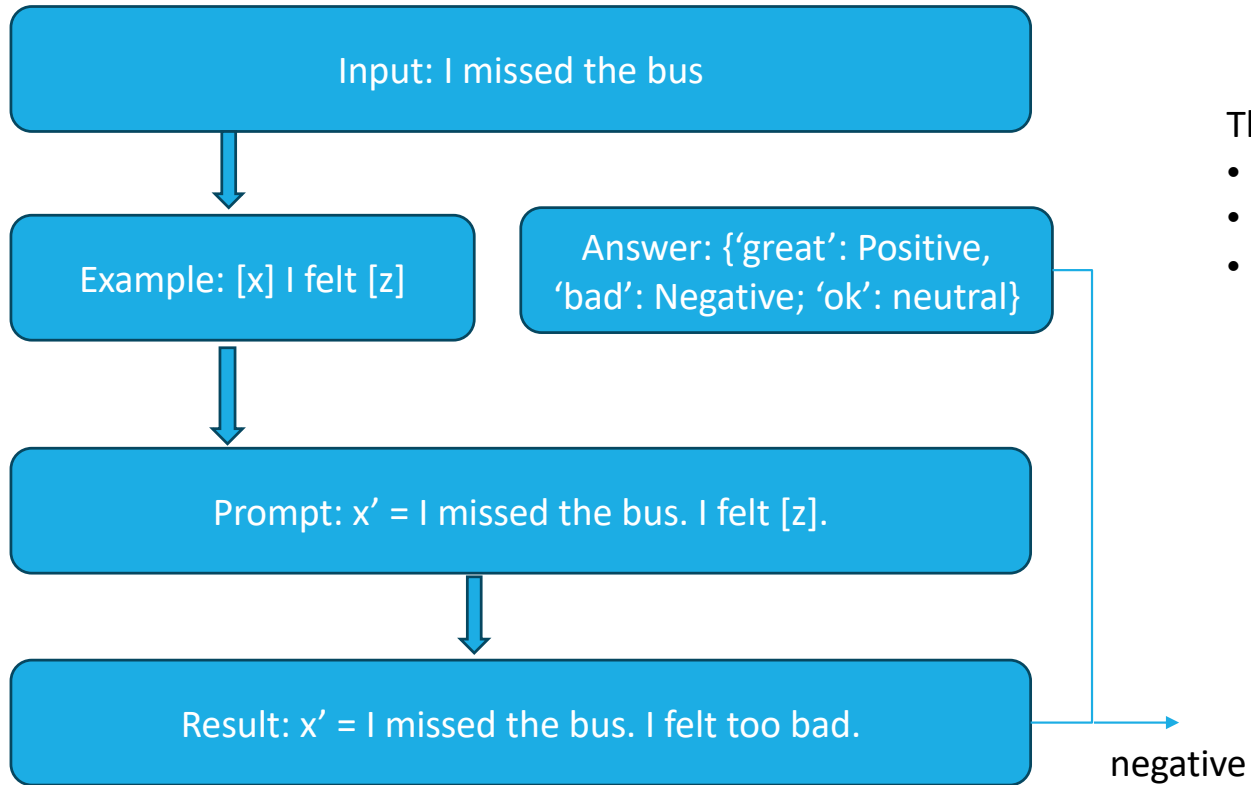 Input: I missed the bus
Example: [x] I felt [z]
Answer: {‘great’: Positive,
‘bad’: Negative; ‘ok’: neutral}
•
•
•
Prompt: x’ = I missed the bus. I felt [z].
Result: x’ = I missed the bus. I felt too bad.
negative